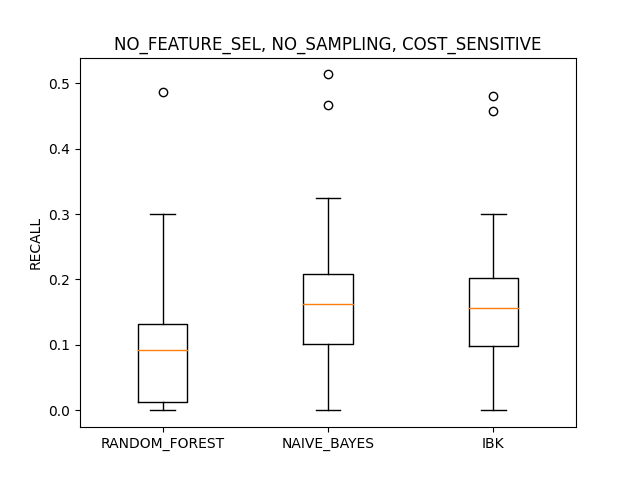 NO_FEATURE_SEL, NO_SAMPLING, COST_SENSITIVE
RECALL
0.5
0.4
0.3
0.2
0.1
0.0
RANDOM_FOREST
NAIVE_BAYES
IBK